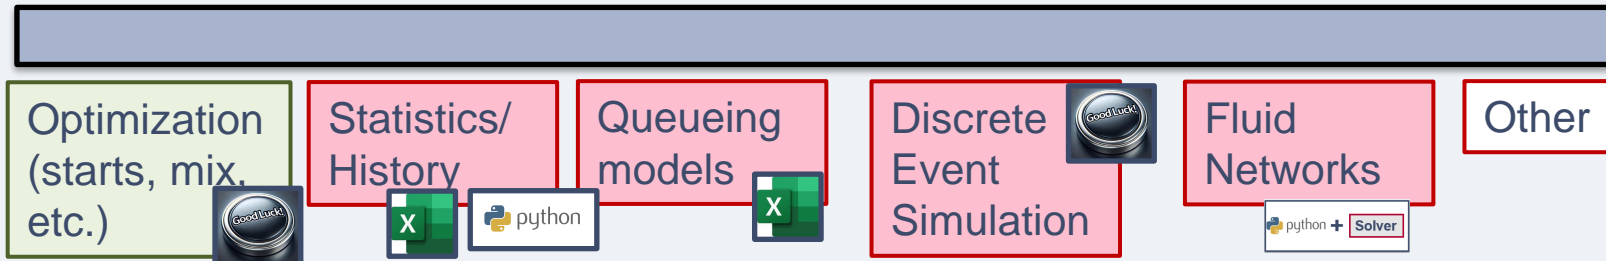 Optimization
(starts, mix,
etc.)
Good Luck!
Statistics/
History
X
python
Queueing
models
X
Discrete
Event
Simulation
Good Luck!
Fluid
Networks
python + Solver
Other